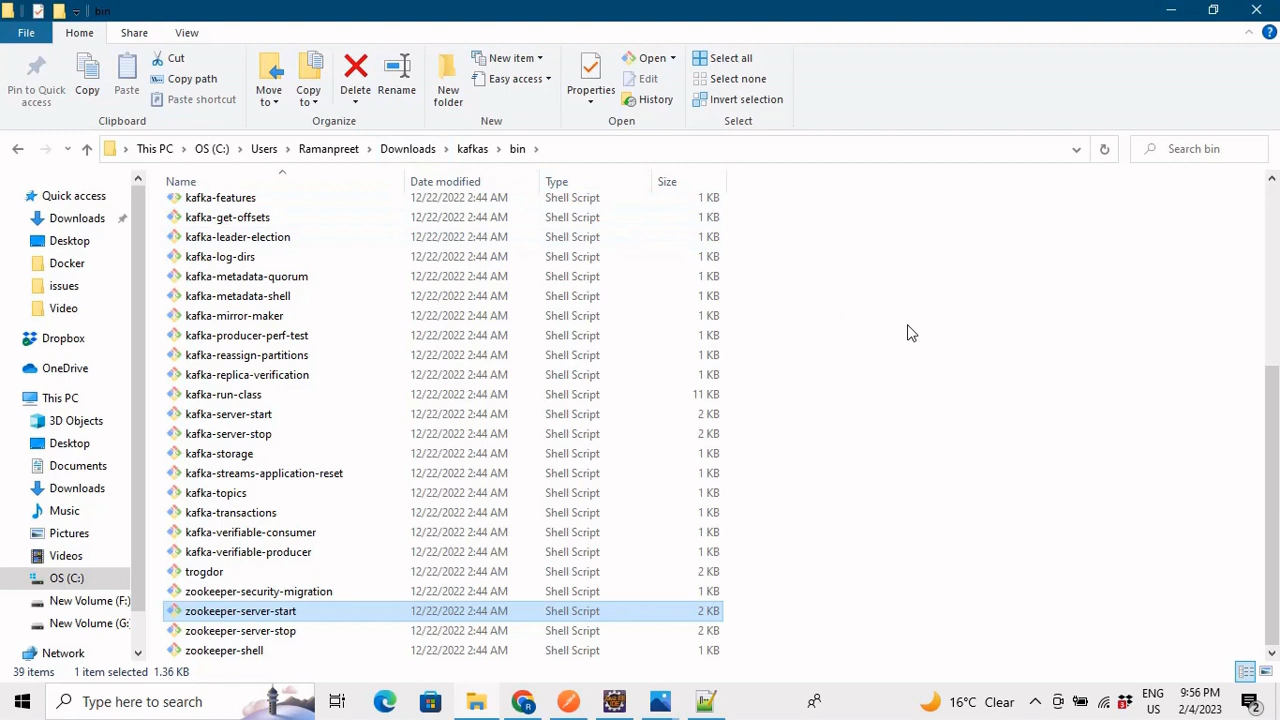 bin
File Home Share View
Pin to Quick access
Copy
Paste
Cut
Copy path
Paste shortcut
Clipboard
Move to
Copy to
Delete
Rename
Organize
New folder
New item
Easy access
New
Properties
Open
Edit
History
Open
Select all
Select none
Invert selection
Select
This PC OS (C:) Users Ramanpreet Downloads kafkas bin
Search bin
Quick access
Downloads
Desktop
Docker
issues
Video
Dropbox
OneDrive
This PC
3D Objects
Desktop
Documents
Downloads
Music
Pictures
Videos
OS (C:)
New Volume (F:)
New Volume (G:
Network
Name Date modified Type Size
kafka-features 12/22/2022 2:44 AM Shell Script 1 KB
kafka-get-offsets 12/22/2022 2:44 AM Shell Script 1 KB
kafka-leader-election 12/22/2022 2:44 AM Shell Script 1 KB
kafka-log-dirs 12/22/2022 2:44 AM Shell Script 1 KB
kafka-metadata-quorum 12/22/2022 2:44 AM Shell Script 1 KB
kafka-metadata-shell 12/22/2022 2:44 AM Shell Script 1 KB
kafka-mirror-maker 12/22/2022 2:44 AM Shell Script 1 KB
kafka-producer-perf-test 12/22/2022 2:44 AM Shell Script 1 KB
kafka-reassign-partitions 12/22/2022 2:44 AM Shell Script 1 KB
kafka-replica-verification 12/22/2022 2:44 AM Shell Script 1 KB
kafka-run-class 12/22/2022 2:44 AM Shell Script 11 KB
kafka-server-start 12/22/2022 2:44 AM Shell Script 2 KB
kafka-server-stop 12/22/2022 2:44 AM Shell Script 2 KB
kafka-storage 12/22/2022 2:44 AM Shell Script 1 KB
kafka-streams-application-reset 12/22/2022 2:44 AM Shell Script 1 KB
kafka-topics 12/22/2022 2:44 AM Shell Script 1 KB
kafka-transactions 12/22/2022 2:44 AM Shell Script 1 KB
kafka-verifiable-consumer 12/22/2022 2:44 AM Shell Script 1 KB
kafka-verifiable-producer 12/22/2022 2:44 AM Shell Script 1 KB
trogdor 12/22/2022 2:44 AM Shell Script 2 KB
zookeeper-security-migration 12/22/2022 2:44 AM Shell Script 1 KB
zookeeper-server-start 12/22/2022 2:44 AM Shell Script 2 KB
zookeeper-server-stop 12/22/2022 2:44 AM Shell Script 2 KB
zookeeper-shell 12/22/2022 2:44 AM Shell Script 1 KB
39 items 1 item selected 1.36 KB
Type here to search
16°C Clear
ENG
US
9:56 PM
2/4/2023
2